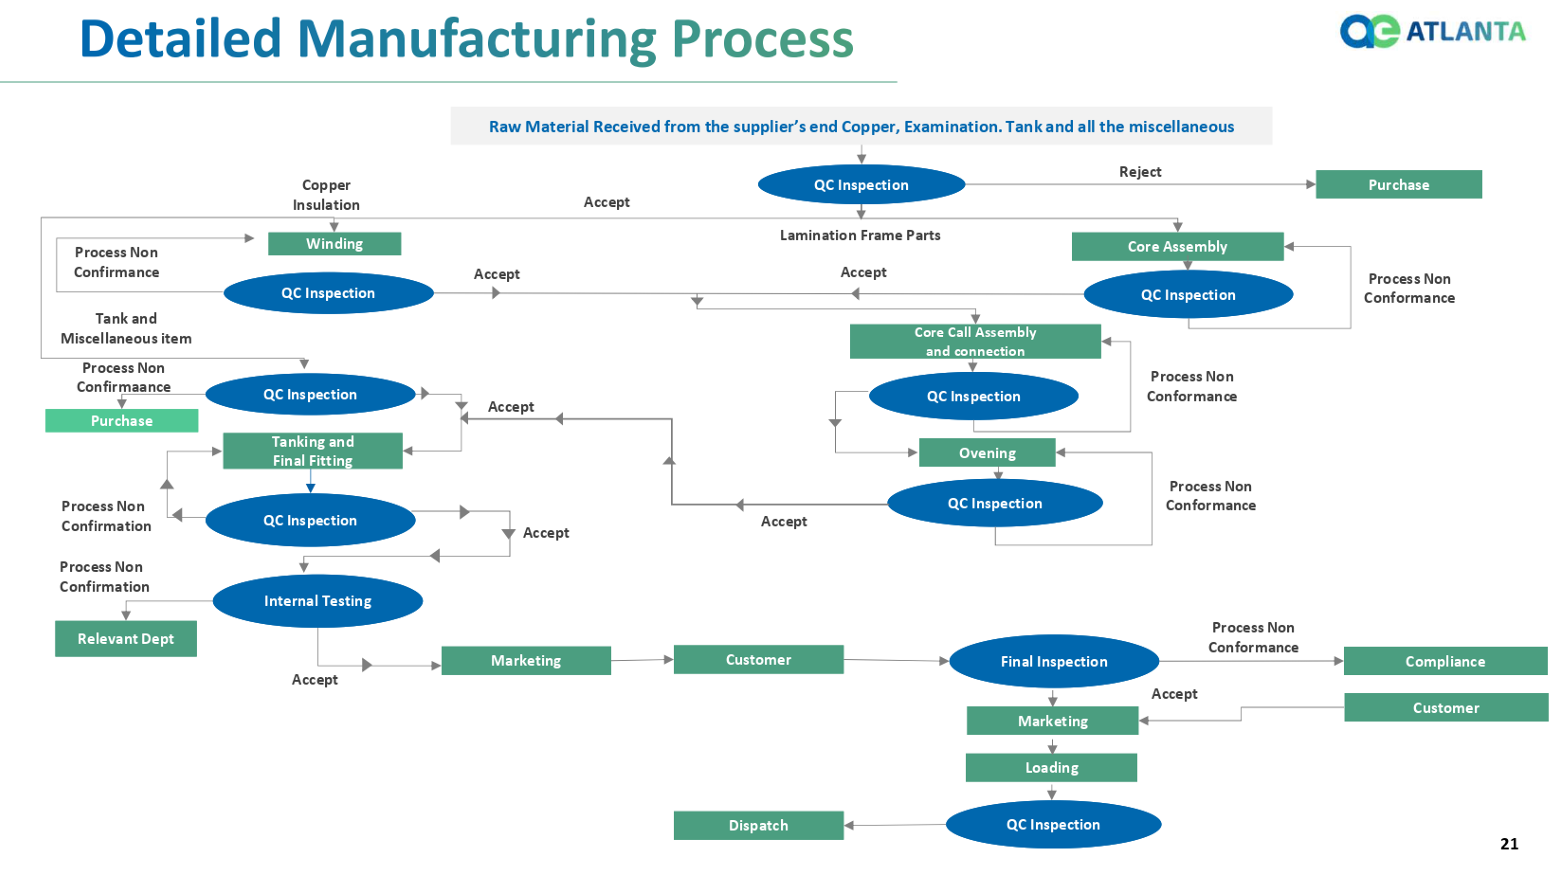 Detailed Manufacturing Process
ae ATLANTA
Raw Material Received from the supplier's end Copper, Examination. Tank and all the miscellaneous
QC Inspection
Reject
Purchase
Copper
Insulation
Accept
Lamination Frame Parts
Winding
Core Assembly
Process Non
Confirmance
QC Inspection
Accept
Accept
QC Inspection
Process Non
Conformance
Tank and
Miscellaneous item
Core Call Assembly
and connection
Process Non
Confirmaance
QC Inspection
Purchase
Accept
QC Inspection
Process Non
Conformance
Tanking and
Final Fitting
Ovening
Process Non
Confirmation
QC Inspection
Accept
Accept
QC Inspection
Process Non
Conformance
Process Non
Confirmation
Internal Testing
Relevant Dept
Accept
Marketing
Customer
Final Inspection
Process Non
Conformance
Compliance
Accept
Customer
Marketing
Loading
QC Inspection
Dispatch
21